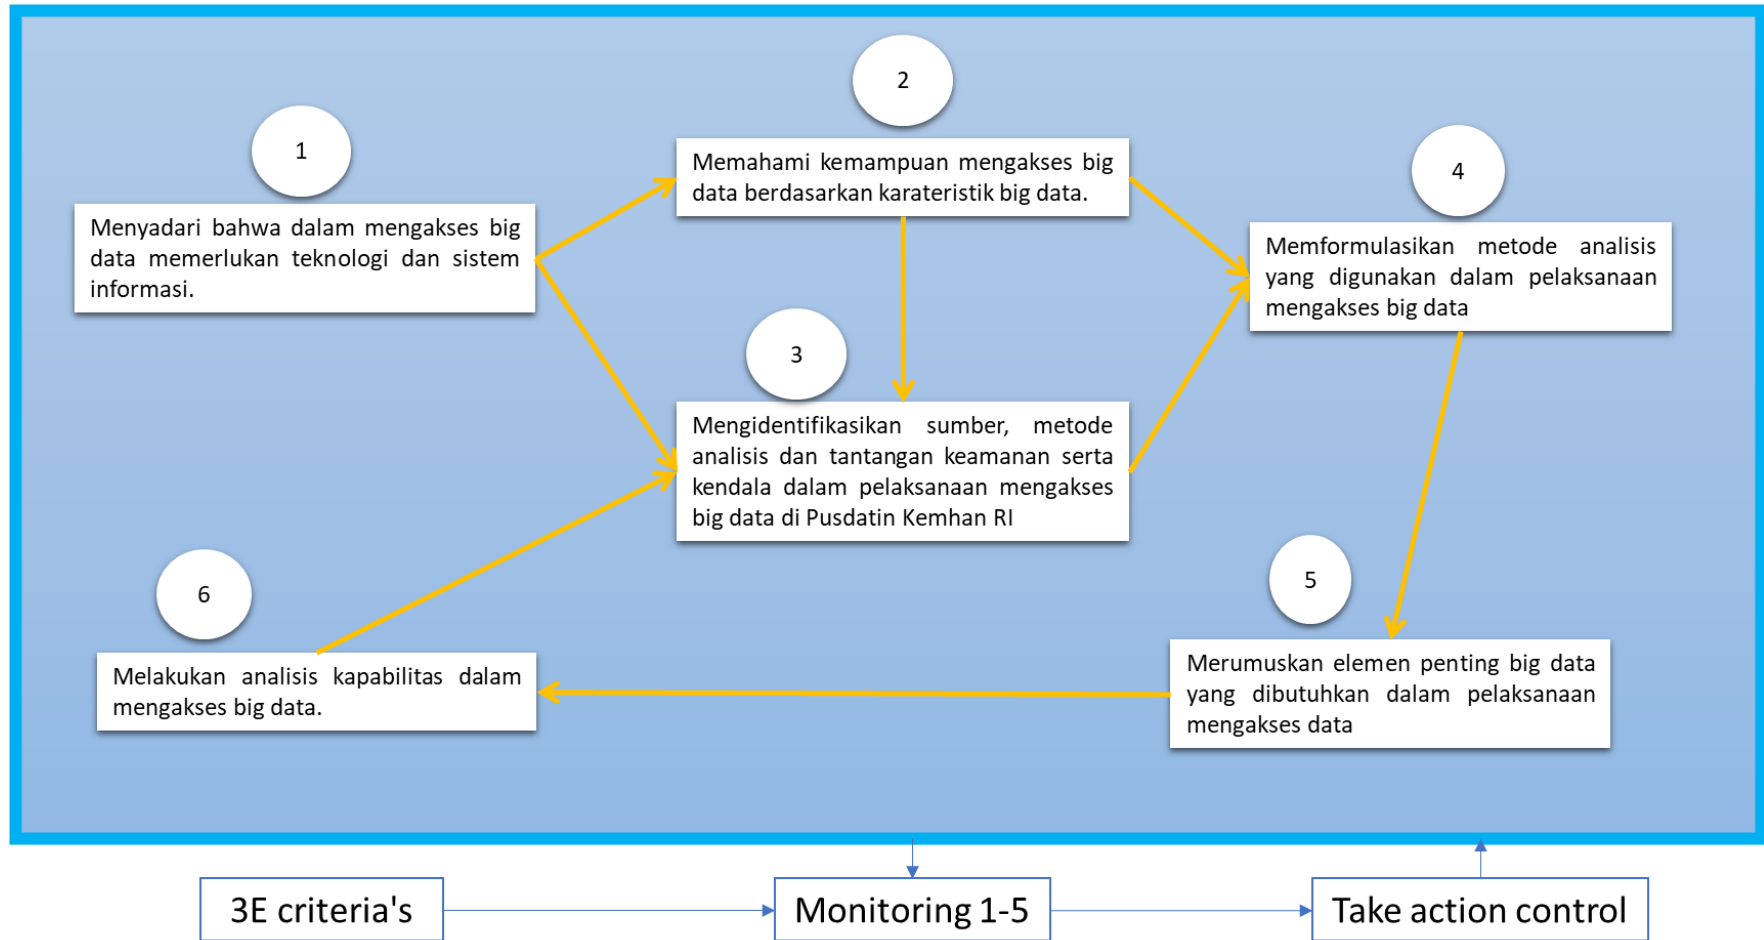 1
Menyadari bahwa dalam mengakses big
data memerlukan teknologi dan sistem
informasi.
2
Memahami kemampuan mengakses big
data berdasarkan karateristik big data.
3
Mengidentifikasikan sumber, metode
analisis dan tantangan keamanan serta
kendala dalam pelaksanaan mengakses
big data di Pusdatin Kemhan RI
4
Memformulasikan metode analisis
yang digunakan dalam pelaksanaan
mengakses big data
5
Merumuskan elemen penting big data
yang dibutuhkan dalam pelaksanaan
mengakses data
6
Melakukan analisis kapabilitas dalam
mengakses big data.
3E criteria's
Monitoring 1-5
Take action control